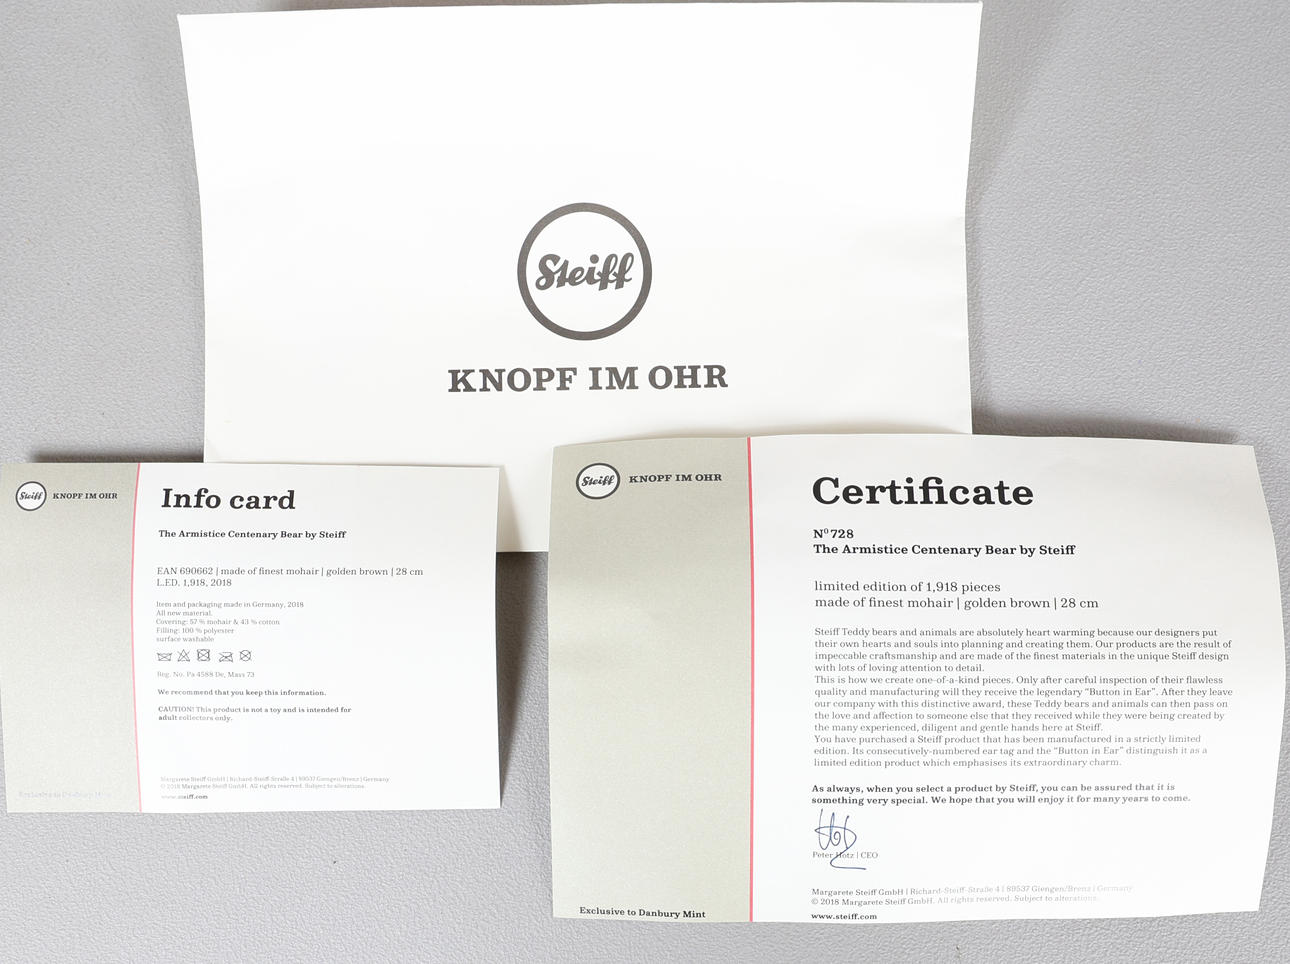 Steiff
KNOPF IM OHR
Steiff KNOPF IM OHR
Info card
The Armistice Centenary Bear by Steiff
EAN 690662 | made of finest mohair | golden brown | 28 cm
L.ED. 1,918, 2018
Item and packaging made in Germany, 2018
All new material.
Covering: 57 % mohair & 43 % cotton
Filling: 100 % polyester
surface washable
Reg. No. Pa 4588 De, Mass 73
We recommend that you keep this information.
CAUTION! This product is not a toy and is intended for
adult collectors only.
Margarete Steiff GmbH | Richard-Steiff-Straße 4 | 89537 Giengen/Brenz | Germany
© 2018 Margarete Steiff GmbH. All rights reserved. Subject to alterations.
www.steiff.com
Exclusive to Danbury Mint
Steiff KNOPF IM OHR
Certificate
Nº 728
The Armistice Centenary Bear by Steiff
limited edition of 1,918 pieces
made of finest mohair | golden brown | 28 cm
Steiff Teddy bears and animals are absolutely heart warming because our designers put
their own hearts and souls into planning and creating them. Our products are the result of
impeccable craftsmanship and are made of the finest materials in the unique Steiff design
with lots of loving attention to detail.
This is how we create one-of-a-kind pieces. Only after careful inspection of their flawless
quality and manufacturing will they receive the legendary “Button in Ear”. After they leave
our company with this distinctive award, these Teddy bears and animals can then pass on
the love and affection to someone else that they received while they were being created by
the many experienced, diligent and gentle hands here at Steiff.
You have purchased a Steiff product that has been manufactured in a strictly limited
edition. Its consecutively-numbered ear tag and the “Button in Ear” distinguish it as a
limited edition product which emphasises its extraordinary charm.
As always, when you select a product by Steiff, you can be assured that it is
something very special. We hope that you will enjoy it for many years to come.
Peter Hotz | CEO
Margarete Steiff GmbH | Richard-Steiff-Straße 4 | 89537 Giengen/Brenz | Germany
© 2018 Margarete Steiff GmbH. All rights reserved. Subject to alterations.
www.steiff.com
Exclusive to Danbury Mint